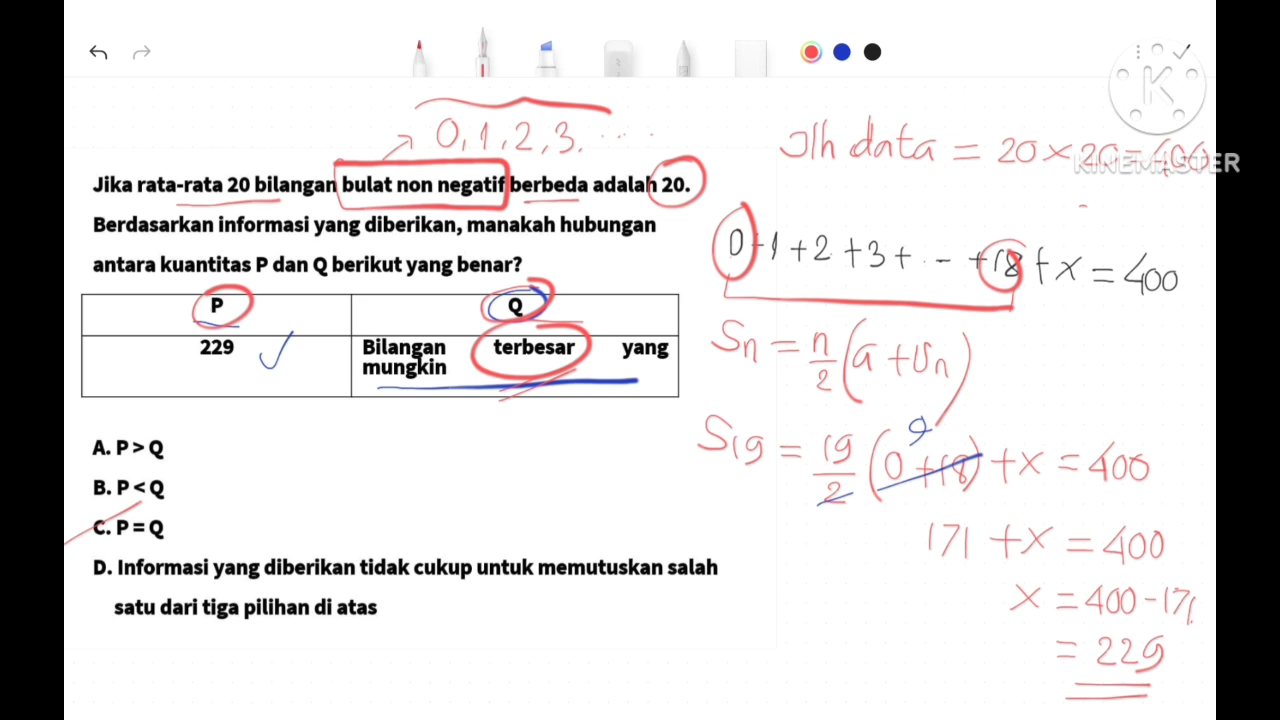 0, 1, 2, 3. ....
Jlh data = 20 × 20 = 400
KINEMASTER
K
Jika rata-rata 20 bilangan bulat non negatif berbeda adalah 20.
Berdasarkan informasi yang diberikan, manakah hubungan
antara kuantitas P dan Q berikut yang benar?
P Q
229 Bilangan terbesar yang
mungkin
A. P > Q
B. P < Q
C. P = Q
D. Informasi yang diberikan tidak cukup untuk memutuskan salah
satu dari tiga pilihan di atas
0 + 1 + 2 + 3 + .. - + 18 + x = 400
Sn = n/2 (a + Un)
9
S19 = 19/2 (0 + 18) + x = 400
171 + x = 400
x = 400 - 171
= 229